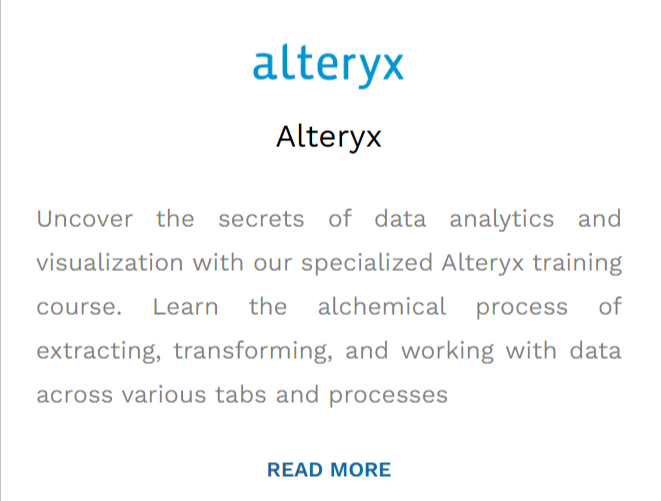 alteryx
Alteryx
Uncover the secrets of data analytics and
visualization with our specialized Alteryx training
course. Learn the alchemical process of
extracting, transforming, and working with data
across various tabs and processes
READ MORE